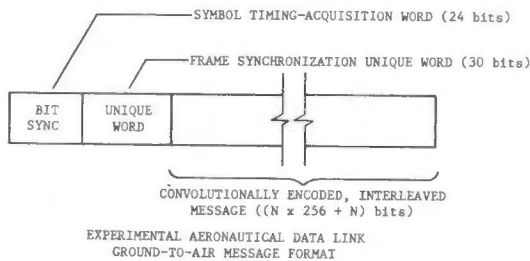 SYMBOL TIMING-ACQUISITION WORD (24 bits)
FRAME SYNCHRONIZATION UNIQUE WORD (30 bits)
BIT
SYNC
UNIQUE
WORD
CONVOLUTIONALLY ENCODED, INTERLEAVED
MESSAGE ((N x 256 + N) bits)
EXPERIMENTAL AERONAUTICAL DATA LINK
GROUND-TO-AIR MESSAGE FORMAT